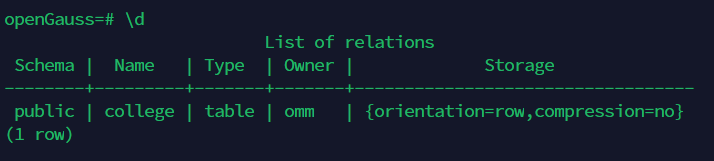 openGauss=# \d
                        List of relations
 Schema |  Name   | Type  | Owner |             Storage
--------+---------+-------+-------+----------------------------------
 public | college | table | omm   | {orientation=row,compression=no}
(1 row)